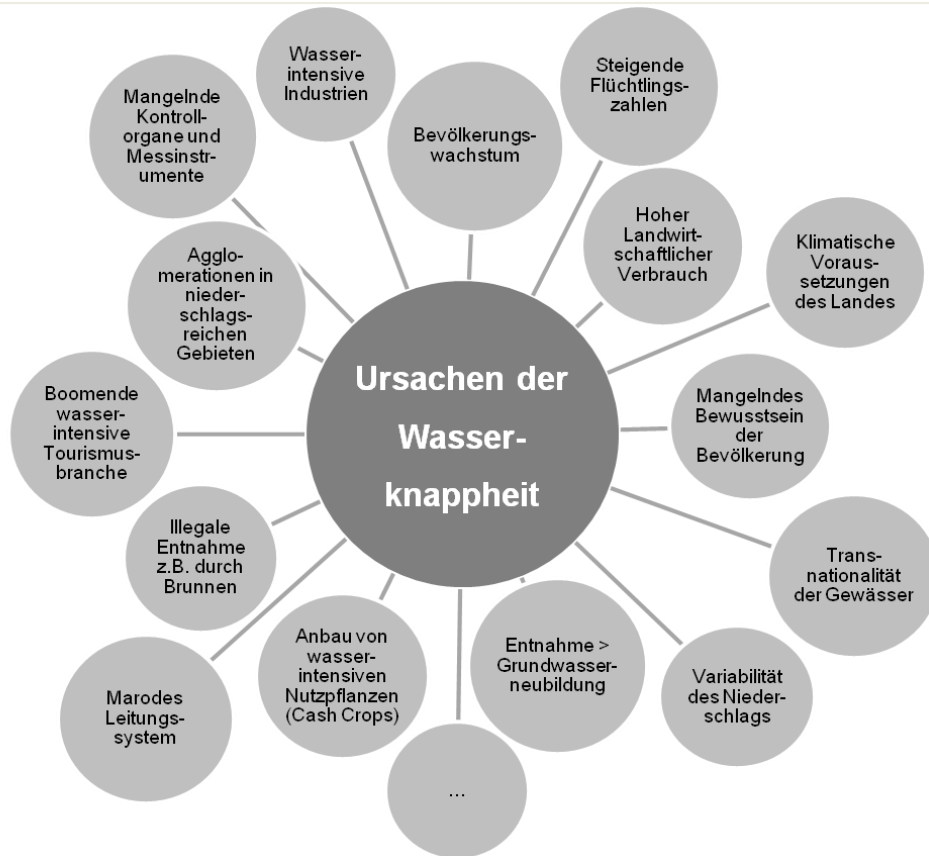 Ursachen der
Wasser-
knappheit
Wasser-
intensive
Industrien
Bevölkerungs-
wachstum
Steigende
Flüchtlings-
zahlen
Hoher
Landwirt-
schaftlicher
Verbrauch
Klimatische
Voraus-
setzungen
des Landes
Mangelndes
Bewusstsein
der
Bevölkerung
Trans-
nationalität
der Gewässer
Variabilität
des Nieder-
schlags
Entnahme >
Grundwasser-
neubildung
...
Anbau von
wasser-
intensiven
Nutzpflanzen
(Cash Crops)
Marodes
Leitungs-
system
Illegale
Entnahme
z.B. durch
Brunnen
Boomende
wasser-
intensive
Tourismus-
branche
Agglo-
merationen in
nieder-
schlags-
reichen
Gebieten
Mangelnde
Kontroll-
organe und
Messinstr-
umente